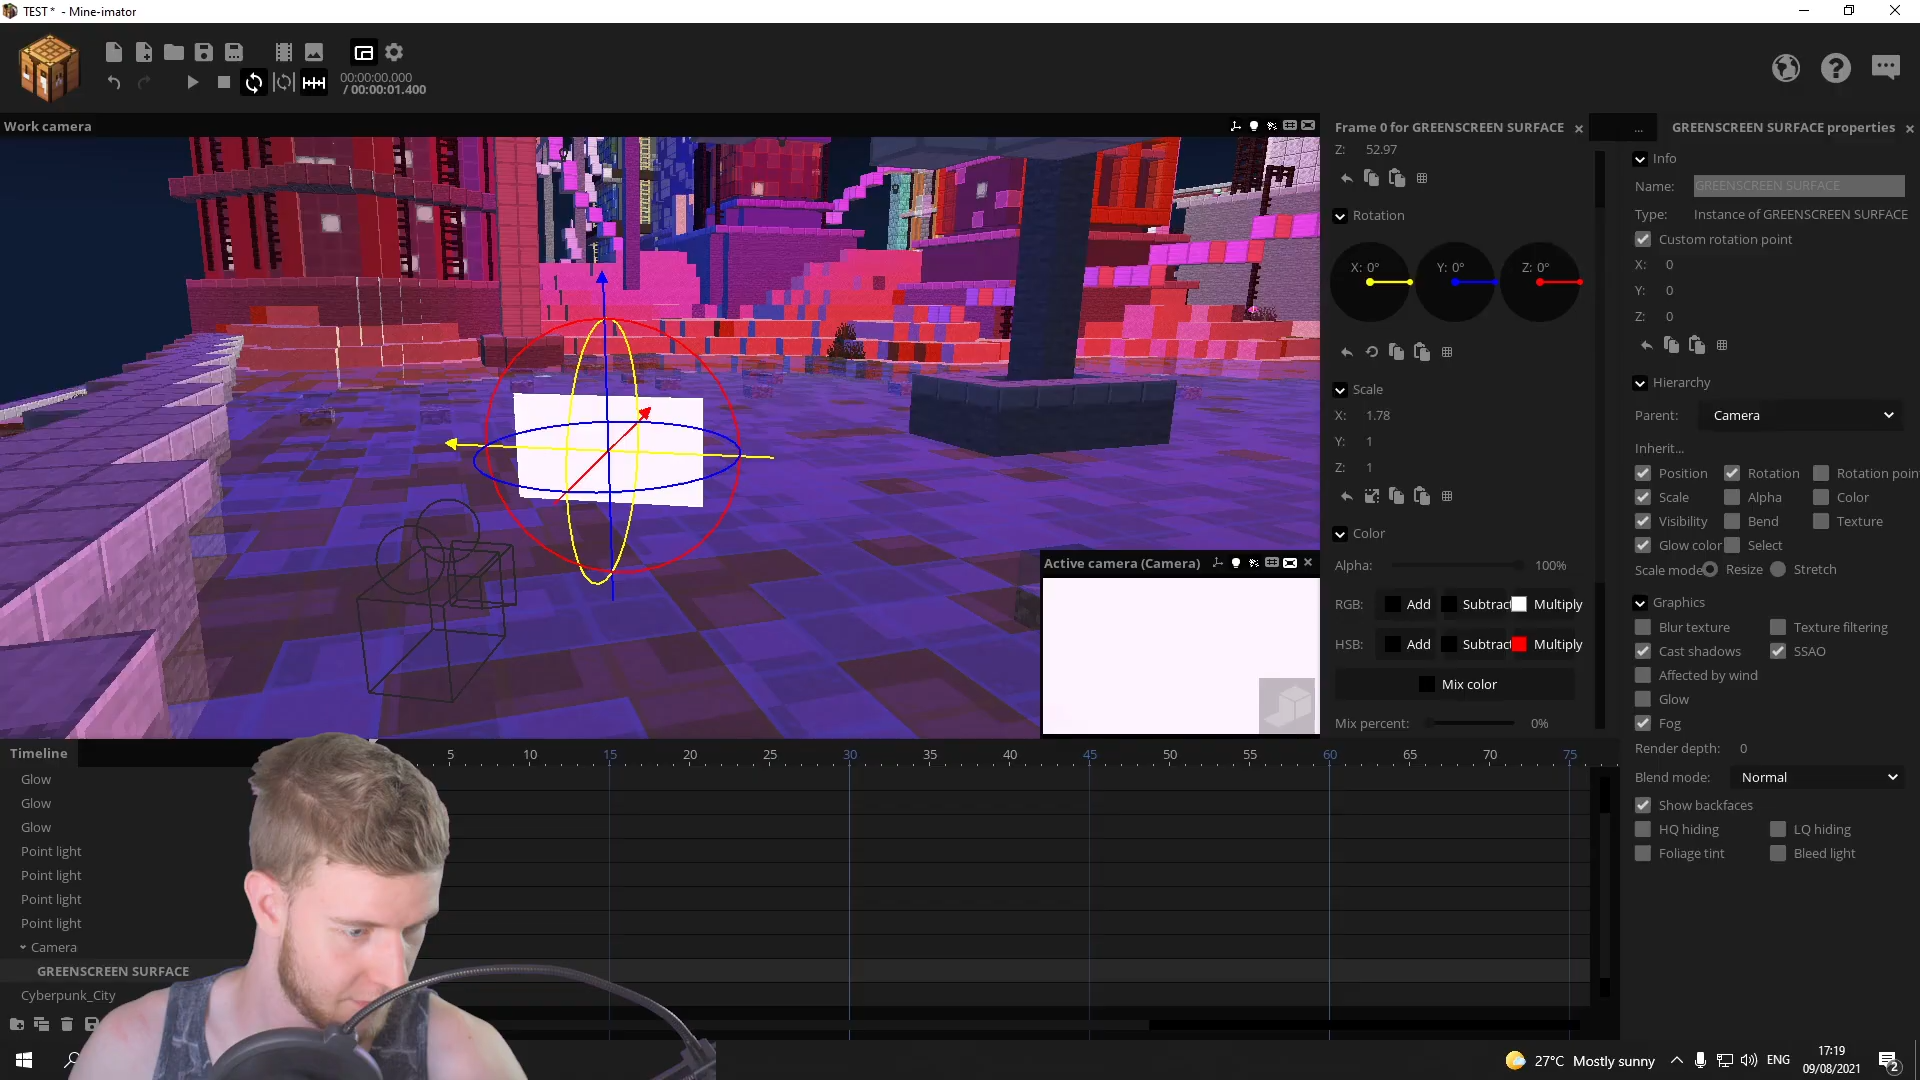 TEST * - Mine-imator
00:00:00.000
/ 00:00:01.400
Work camera
Frame 0 for GREENSCREEN SURFACE
...
GREENSCREEN SURFACE properties
Z: 52.97
Rotation
X: 0°
Y: 0°
Z: 0°
Scale
X: 1.78
Y: 1
Z: 1
Color
Alpha: 100%
RGB: Add Subtract Multiply
HSB: Add Subtract Multiply
Mix color
Mix percent: 0%
Info
Name: GREENSCREEN SURFACE
Type: Instance of GREENSCREEN SURFACE
Custom rotation point
X: 0
Y: 0
Z: 0
Hierarchy
Parent: Camera
Inherit...
Position Rotation Rotation poin
Scale Alpha Color
Visibility Bend Texture
Glow color Select
Scale mode Resize Stretch
Graphics
Blur texture Texture filtering
Cast shadows SSAO
Affected by wind
Glow
Fog
Render depth: 0
Blend mode: Normal
Show backfaces
HQ hiding LQ hiding
Foliage tint Bleed light
Active camera (Camera)
Timeline
5 10 15 20 25 30 35 40 45 50 55 60 65 70 75
Glow
Glow
Glow
Point light
Point light
Point light
Point light
Camera
GREENSCREEN SURFACE
Cyberpunk_City
27°C Mostly sunny
ENG
17:19
09/08/2021
2